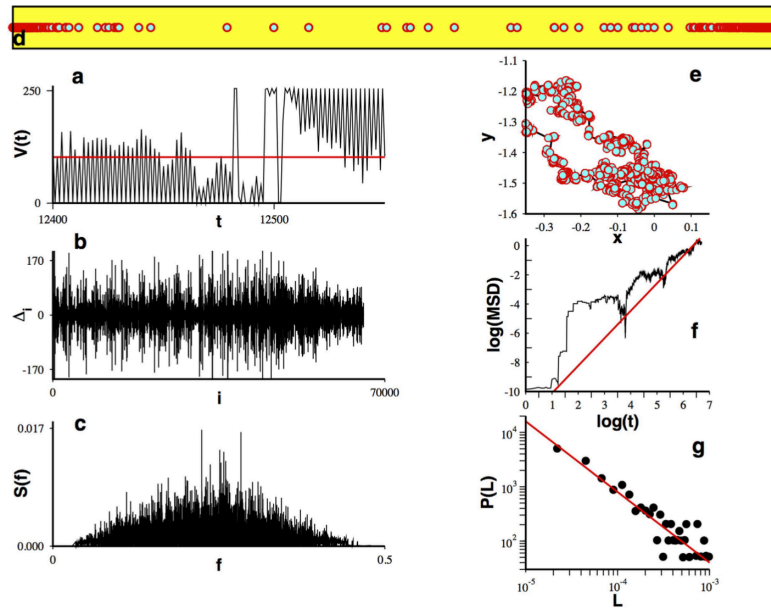 d
a
V(t)
250
0
12400
12500
t
e
y
-1.1
-1.2
-1.3
-1.4
-1.5
-1.6
-0.3
-0.2
-0.1
0
0.1
x
b
Δi
170
0
-170
0
i
70000
f
log(MSD)
0
-2
-4
-6
-8
-10
0
1
2
3
4
5
6
7
log(t)
c
S(f)
0.017
0.000
0
f
0.5
g
P(L)
10^4
10^3
10^2
10^-5
10^-4
10^-3
L